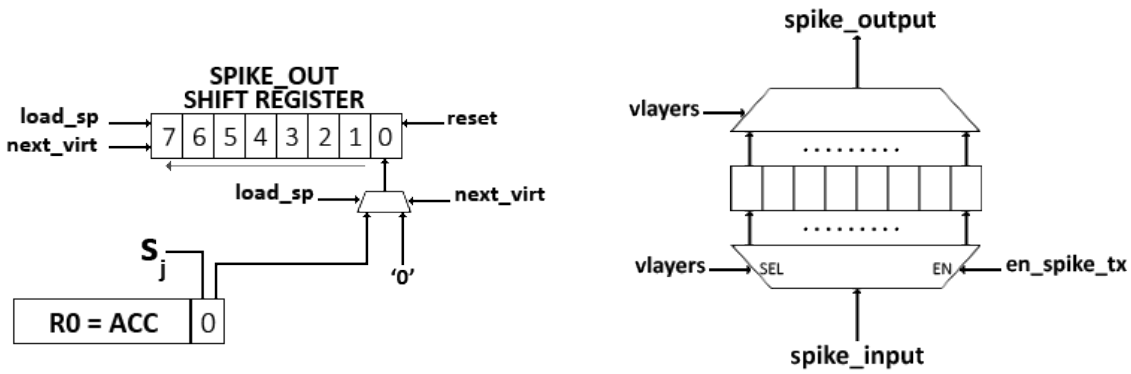 SPIKE_OUT
SHIFT REGISTER
load_sp
next_virt
7 6 5 4 3 2 1 0
reset
load_sp
next_virt
Sj
'0'
R0 = ACC 0
spike_output
vlayers
.........
.........
vlayers
SEL
EN
en_spike_tx
spike_input